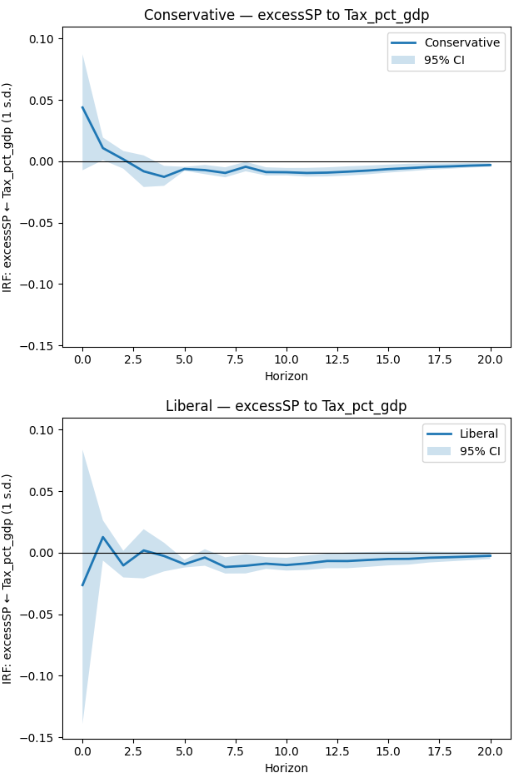 Conservative — excessSP to Tax_pct_gdp
IRF: excessSP ← Tax_pct_gdp (1 s.d.)
0.10
0.05
0.00
−0.05
−0.10
−0.15
Conservative
95% CI
0.0 2.5 5.0 7.5 10.0 12.5 15.0 17.5 20.0
Horizon
Liberal — excessSP to Tax_pct_gdp
IRF: excessSP ← Tax_pct_gdp (1 s.d.)
0.10
0.05
0.00
−0.05
−0.10
−0.15
Liberal
95% CI
0.0 2.5 5.0 7.5 10.0 12.5 15.0 17.5 20.0
Horizon